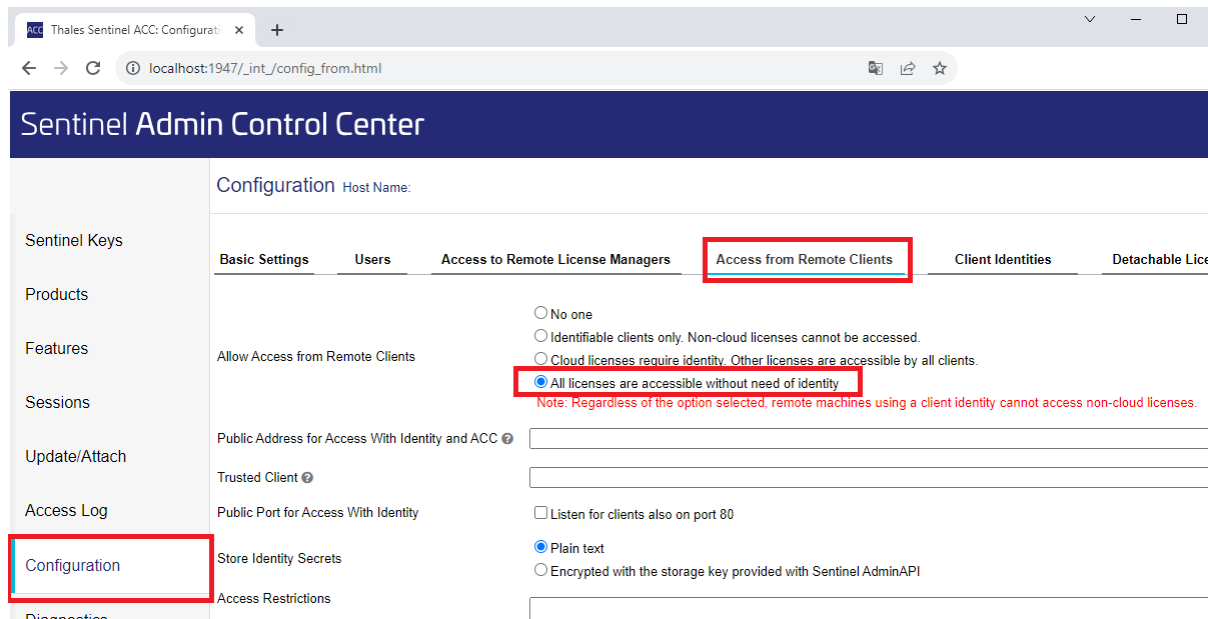 ACC Thales Sentinel ACC: Configurati
localhost:1947/_int_/config_from.html
Sentinel Admin Control Center
Configuration Host Name:
Sentinel Keys
Products
Features
Sessions
Update/Attach
Access Log
Configuration
Diagnostics
Basic Settings Users Access to Remote License Managers Access from Remote Clients Client Identities Detachable Lice
Allow Access from Remote Clients
No one
Identifiable clients only. Non-cloud licenses cannot be accessed.
Cloud licenses require identity. Other licenses are accessible by all clients.
All licenses are accessible without need of identity
Note: Regardless of the option selected, remote machines using a client identity cannot access non-cloud licenses.
Public Address for Access With Identity and ACC
Trusted Client
Public Port for Access With Identity
Listen for clients also on port 80
Store Identity Secrets
Plain text
Encrypted with the storage key provided with Sentinel AdminAPI
Access Restrictions